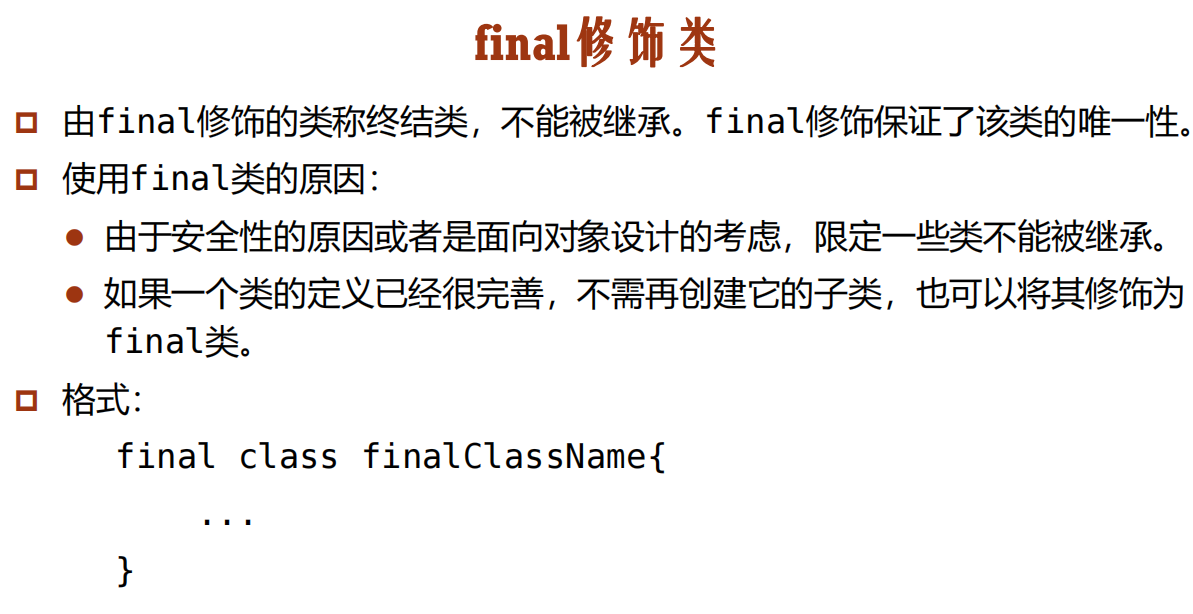 final修饰类
由final修饰的类称终结类，不能被继承。final修饰保证了该类的唯一性。
使用final类的原因：
由于安全性的原因或者是面向对象设计的考虑，限定一些类不能被继承。
如果一个类的定义已经很完善，不需再创建它的子类，也可以将其修饰为
final类。
格式：
final class finalClassName{
...
}